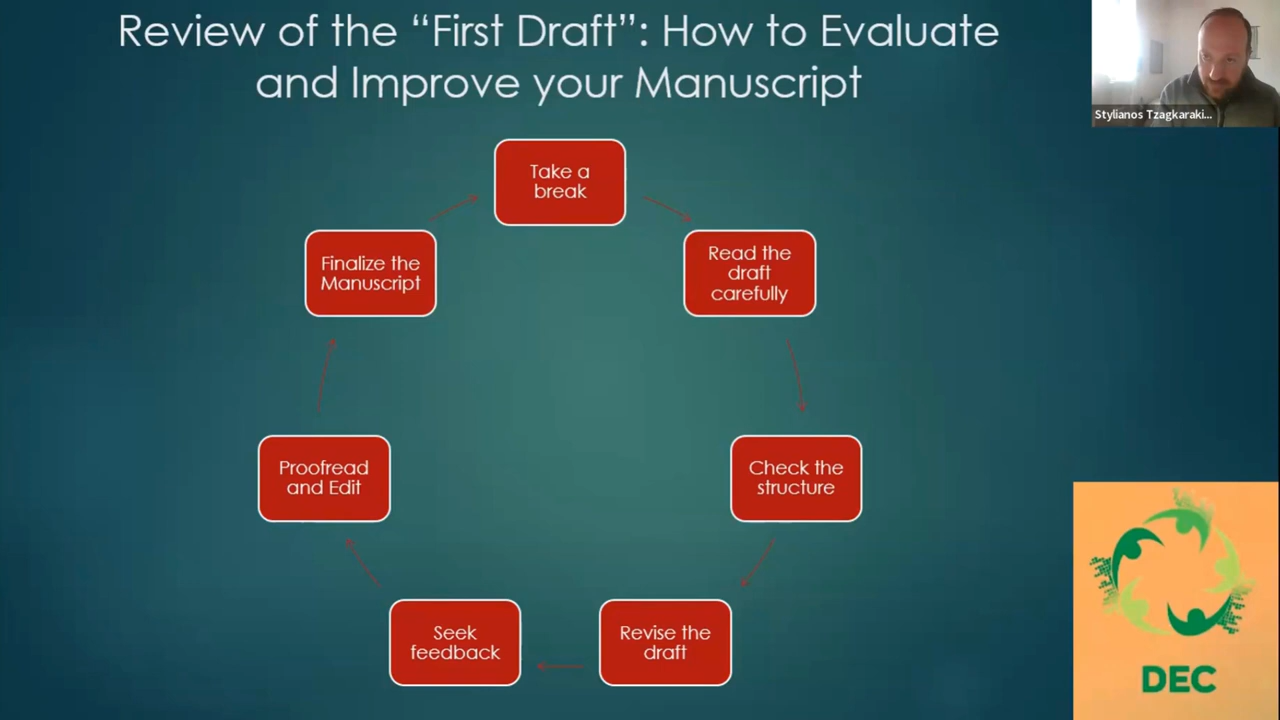 Review of the “First Draft”: How to Evaluate
and Improve your Manuscript
Stylianos Tzagkaraki...
Take a
break
Read the
draft
carefully
Check the
structure
Revise the
draft
Seek
feedback
Proofread
and Edit
Finalize the
Manuscript
DEC